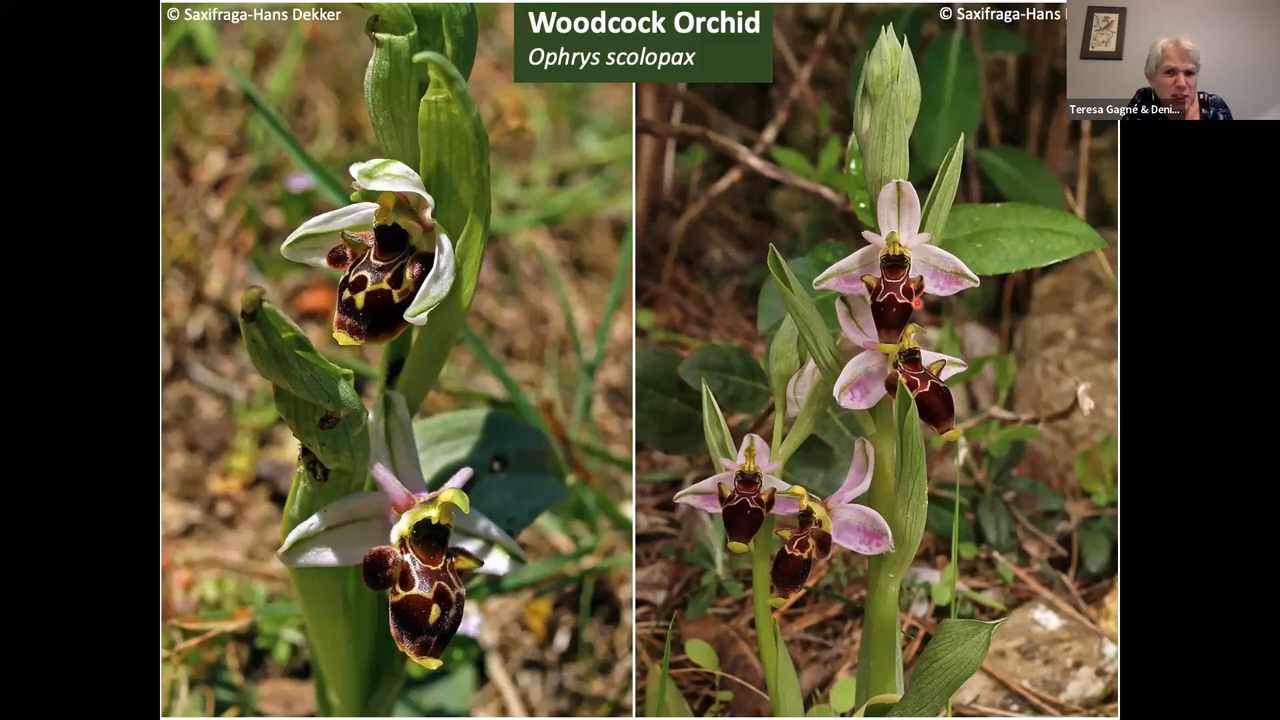 © Saxifraga-Hans Dekker
Woodcock Orchid
Ophrys scolopax
© Saxifraga-Hans
Teresa Gagné & Deni...